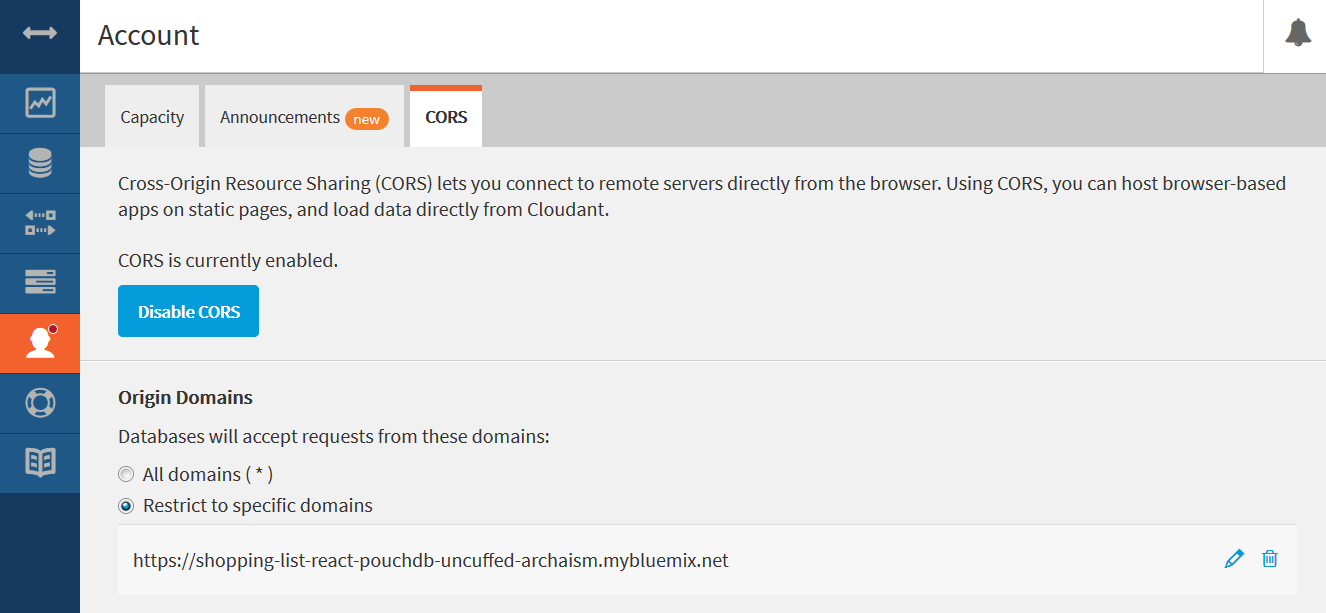 Account
Capacity
Announcements new
CORS
Cross-Origin Resource Sharing (CORS) lets you connect to remote servers directly from the browser. Using CORS, you can host browser-based
apps on static pages, and load data directly from Cloudant.
CORS is currently enabled.
Disable CORS
Origin Domains
Databases will accept requests from these domains:
All domains ( * )
Restrict to specific domains
https://shopping-list-react-pouchdb-uncuffed-archaism.mybluemix.net